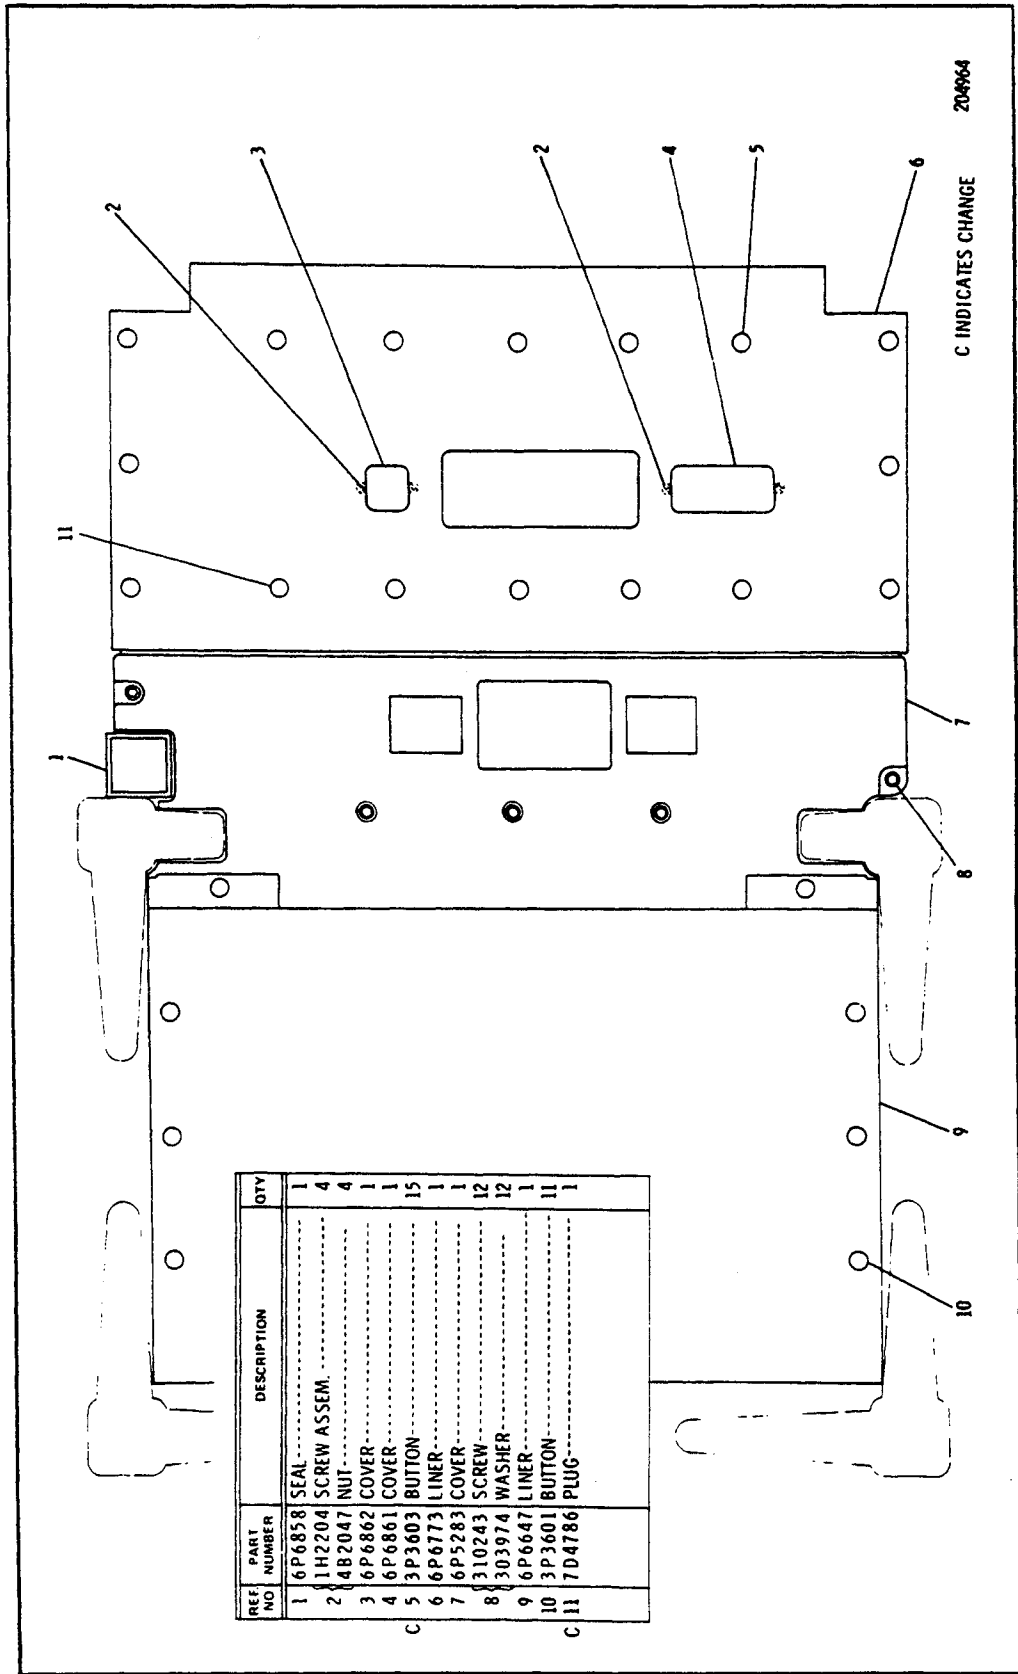 REF. NO PART NUMBER DESCRIPTION QTY
1 6P6858 SEAL 1
2 1H2204 SCREW ASSEM. 4
4B2047 NUT 4
3 6P6862 COVER 1
4 6P6861 COVER 1
C 5 3P3603 BUTTON 15
6 6P6773 LINER 1
7 6P5283 COVER 1
8 310243 SCREW 12
303974 WASHER 12
9 6P6647 LINER 1
10 3P3601 BUTTON 11
C 11 7D4786 PLUG 1
1
11
2
3
2
4
5
6
7
8
9
10
C INDICATES CHANGE 204964